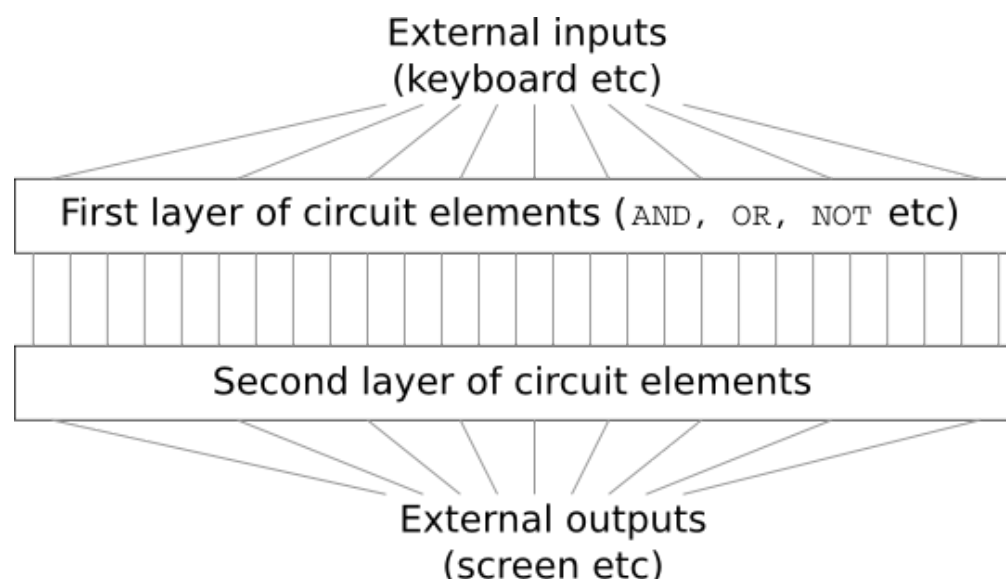 External inputs
(keyboard etc)
First layer of circuit elements (AND, OR, NOT etc)
Second layer of circuit elements
External outputs
(screen etc)